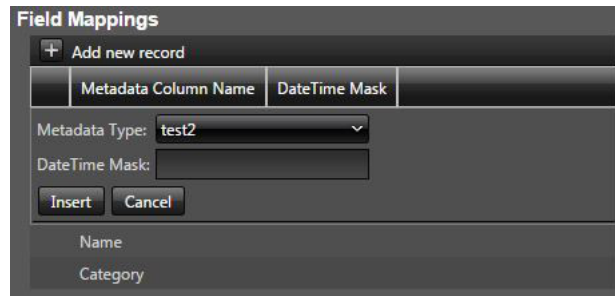 Field Mappings
+ Add new record
Metadata Column Name DateTime Mask
Metadata Type: test2
DateTime Mask:
Insert Cancel
Name
Category